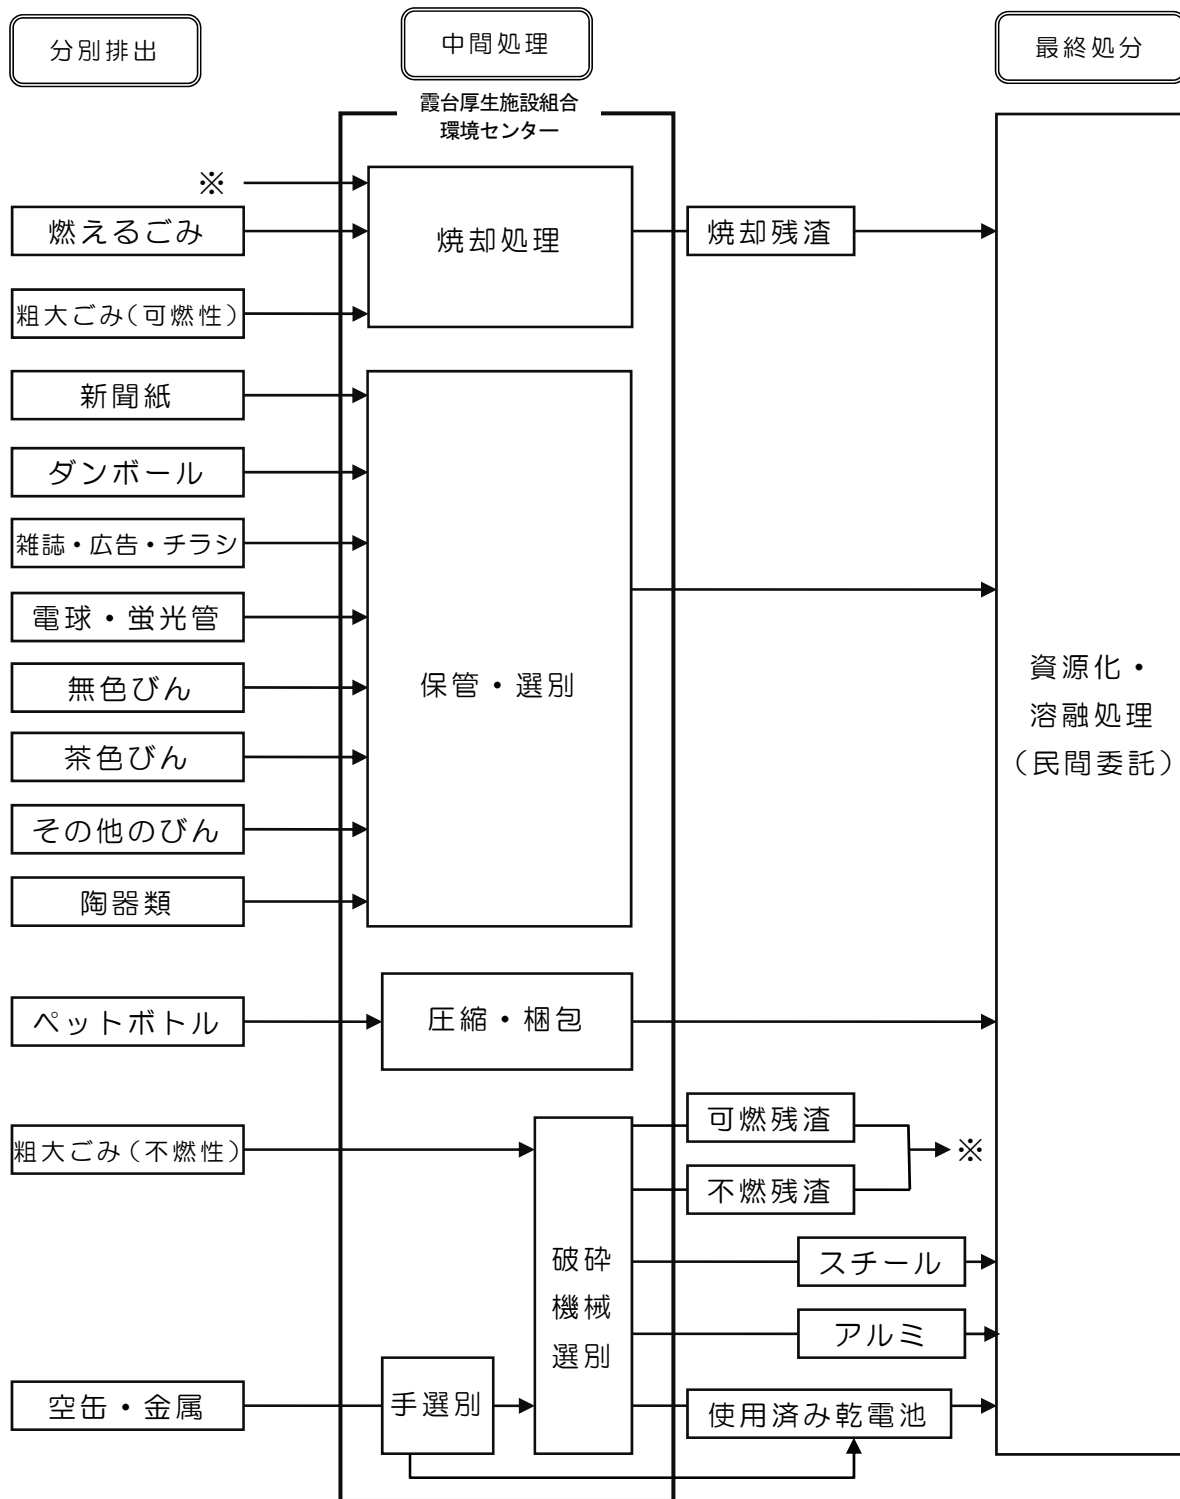 分別排出
中間処理
最終処分
霞台厚生施設組合
環境センター
※
燃えるごみ
粗大ごみ(可燃性)
焼却処理
焼却残渣
新聞紙
ダンボール
雑誌・広告・チラシ
電球・蛍光管
無色びん
茶色びん
その他のびん
陶器類
保管・選別
資源化・
溶融処理
(民間委託)
ペットボトル
圧縮・梱包
粗大ごみ(不燃性)
可燃残渣
不燃残渣
※
破砕
機械
選別
スチール
アルミ
空缶・金属
手選別
使用済み乾電池